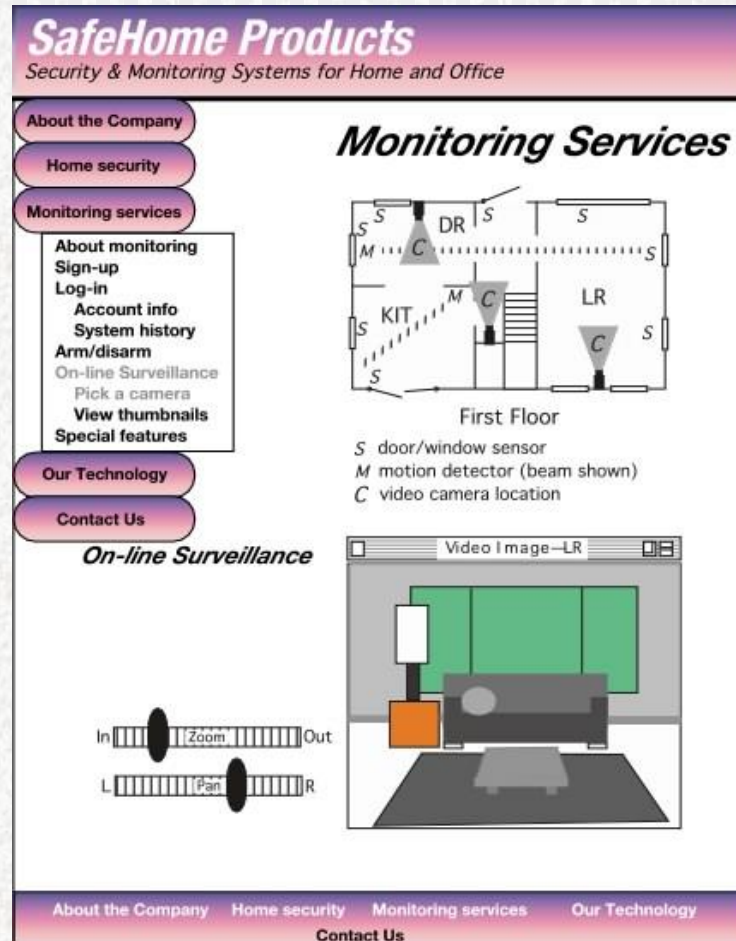 SafeHome Products
Security & Monitoring Systems for Home and Office
About the Company
Home security
Monitoring services
About monitoring
Sign-up
Log-in
Account info
System history
Arm/disarm
On-line Surveillance
Pick a camera
View thumbnails
Special features
Our Technology
Contact Us
Monitoring Services
S S DR S S
S M C S
KIT M C LR
S C S
S
First Floor
S door/window sensor
M motion detector (beam shown)
C video camera location
On-line Surveillance
Video Image—LR
In Zoom Out
L Pan R
About the Company Home security Monitoring services Our Technology
Contact Us